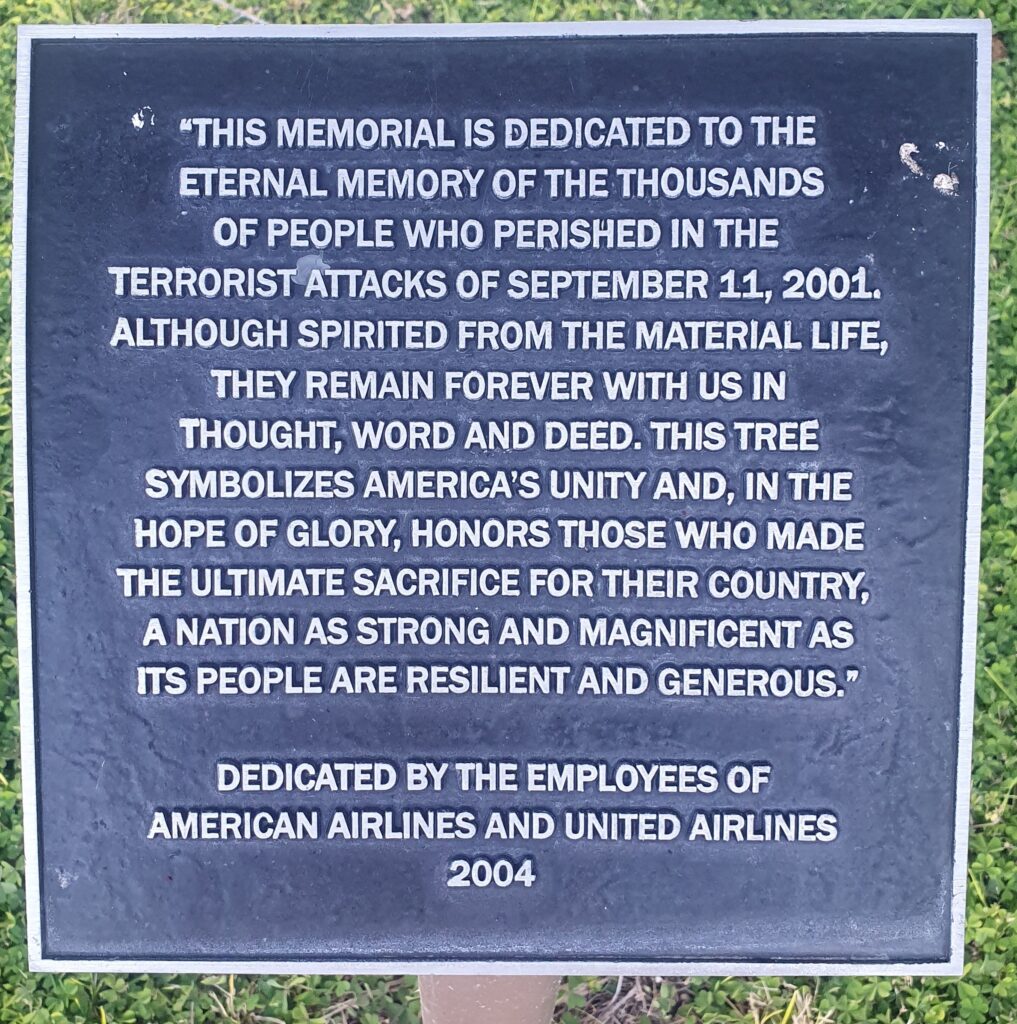 “THIS MEMORIAL IS DEDICATED TO THE
ETERNAL MEMORY OF THE THOUSANDS
OF PEOPLE WHO PERISHED IN THE
TERRORIST ATTACKS OF SEPTEMBER 11, 2001.
ALTHOUGH SPIRITED FROM THE MATERIAL LIFE,
THEY REMAIN FOREVER WITH US IN
THOUGHT, WORD AND DEED. THIS TREE
SYMBOLIZES AMERICA’S UNITY AND, IN THE
HOPE OF GLORY, HONORS THOSE WHO MADE
THE ULTIMATE SACRIFICE FOR THEIR COUNTRY,
A NATION AS STRONG AND MAGNIFICENT AS
ITS PEOPLE ARE RESILIENT AND GENEROUS.”
DEDICATED BY THE EMPLOYEES OF
AMERICAN AIRLINES AND UNITED AIRLINES
2004